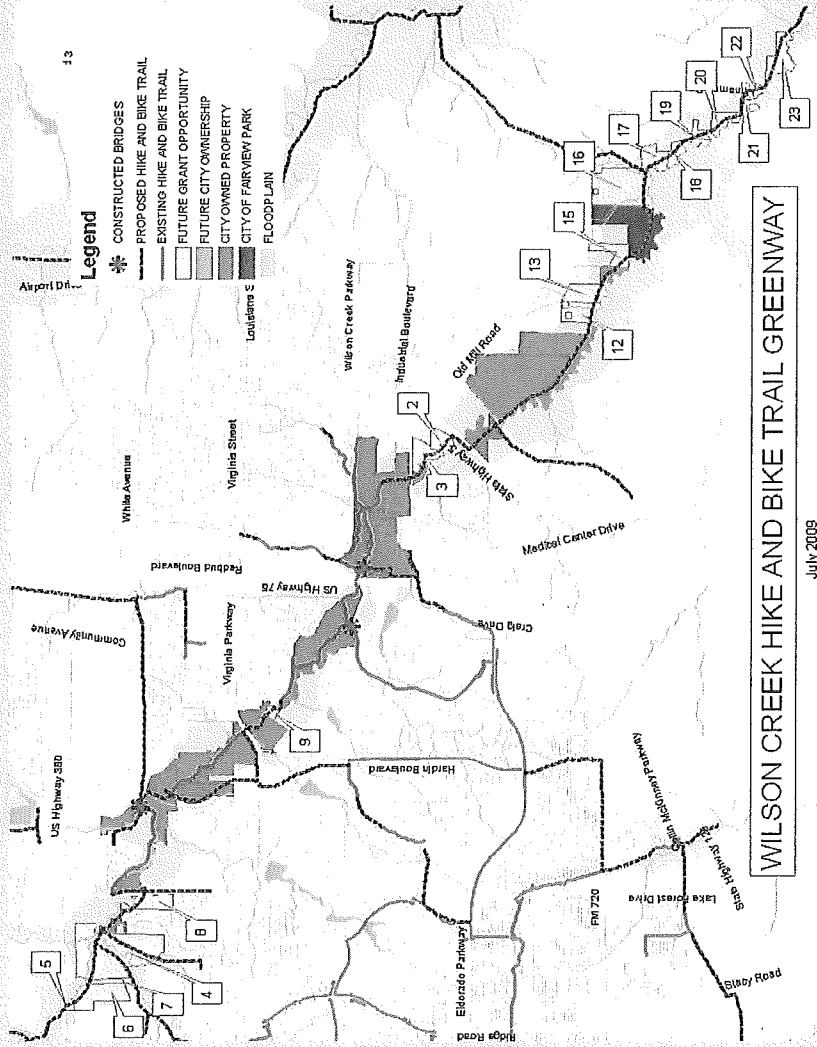 13
Legend
CONSTRUCTED BRIDGES
PROPOSED HIKE AND BIKE TRAIL
EXISTING HIKE AND BIKE TRAIL
FUTURE GRANT OPPORTUNITY
FUTURE CITY OWNERSHIP
CITY OWNED PROPERTY
CITY OF FAIRVIEW PARK
FLOODPLAIN
Airport
Louisiana S
Wilson Creek Parkway
Industrial Boulevard
Old Mill Road
White Avenue
Virginia Street
Redbud Boulevard
US Highway 75
Community Avenue
Virginia Parkway
US Highway 380
State Highway 5
Medical Center Drive
Craig Drive
Hardin Boulevard
Collin McKinney Parkway
State Highway 121
Lake Forest Drive
FM 720
Stacy Road
Eldorado Parkway
Ridge Road
5
6
7
4
8
9
3
2
12
13
15
16
17
18
19
20
21
22
23
WILSON CREEK HIKE AND BIKE TRAIL GREENWAY
July 2009